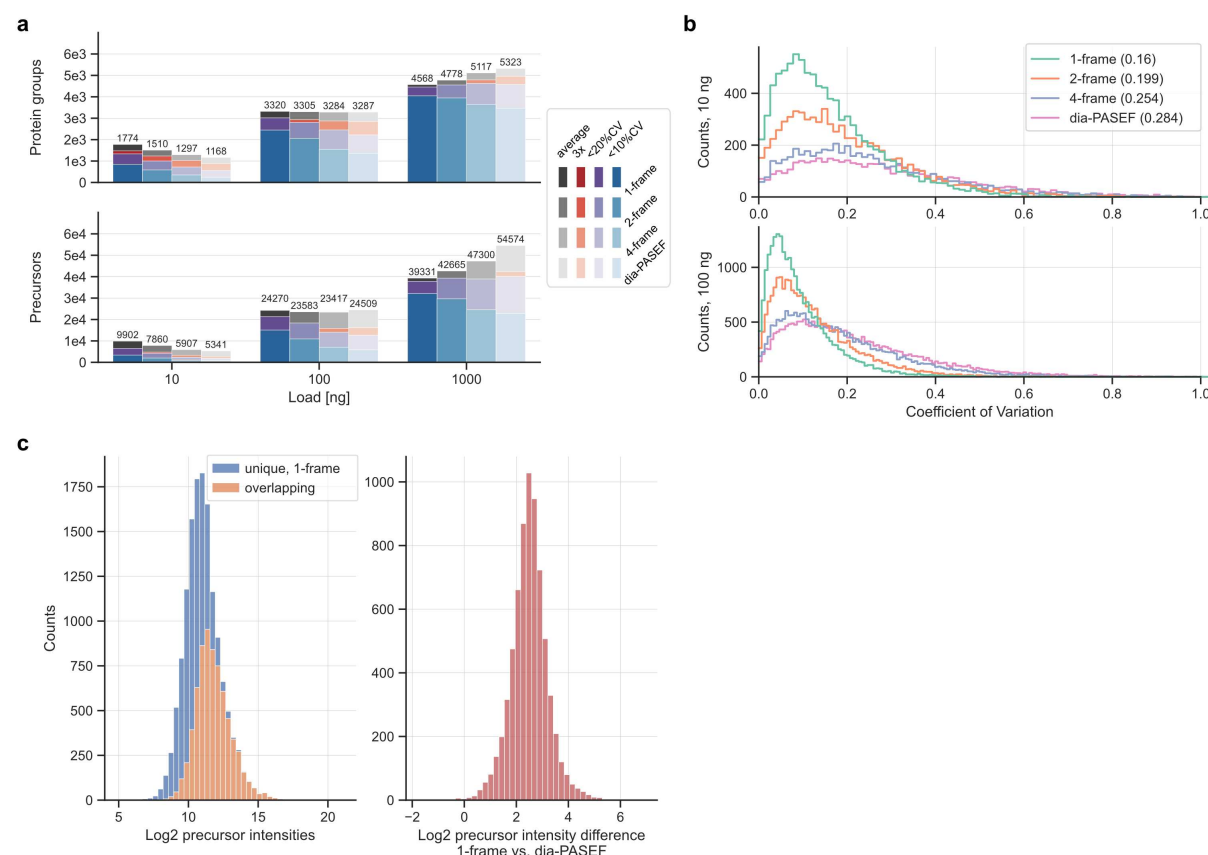 a
Protein groups
6e3
5e3
4e3
3e3
2e3
1e3
0
1774 1510 1297 1168
3320 3305 3284 3287
4568 4778 5117 5323
Precursors
6e4
5e4
4e4
3e4
2e4
1e4
0
9902 7860 5907 5341
24270 23583 23417 24509
39331 42665 47300 54574
10 100 1000
Load [ng]
average 3x <20%CV <10%CV
1-frame
2-frame
4-frame
dia-PASEF
b
Counts, 10 ng
400
200
0
0.0 0.2 0.4 0.6 0.8 1.0
1-frame (0.16)
2-frame (0.199)
4-frame (0.254)
dia-PASEF (0.284)
Counts, 100 ng
1000
500
0
0.0 0.2 0.4 0.6 0.8 1.0
Coefficient of Variation
c
Counts
1750
1500
1250
1000
750
500
250
0
5 10 15 20
Log2 precursor intensities
unique, 1-frame
overlapping
1000
800
600
400
200
0
−2 0 2 4 6
Log2 precursor intensity difference
1-frame vs. dia-PASEF